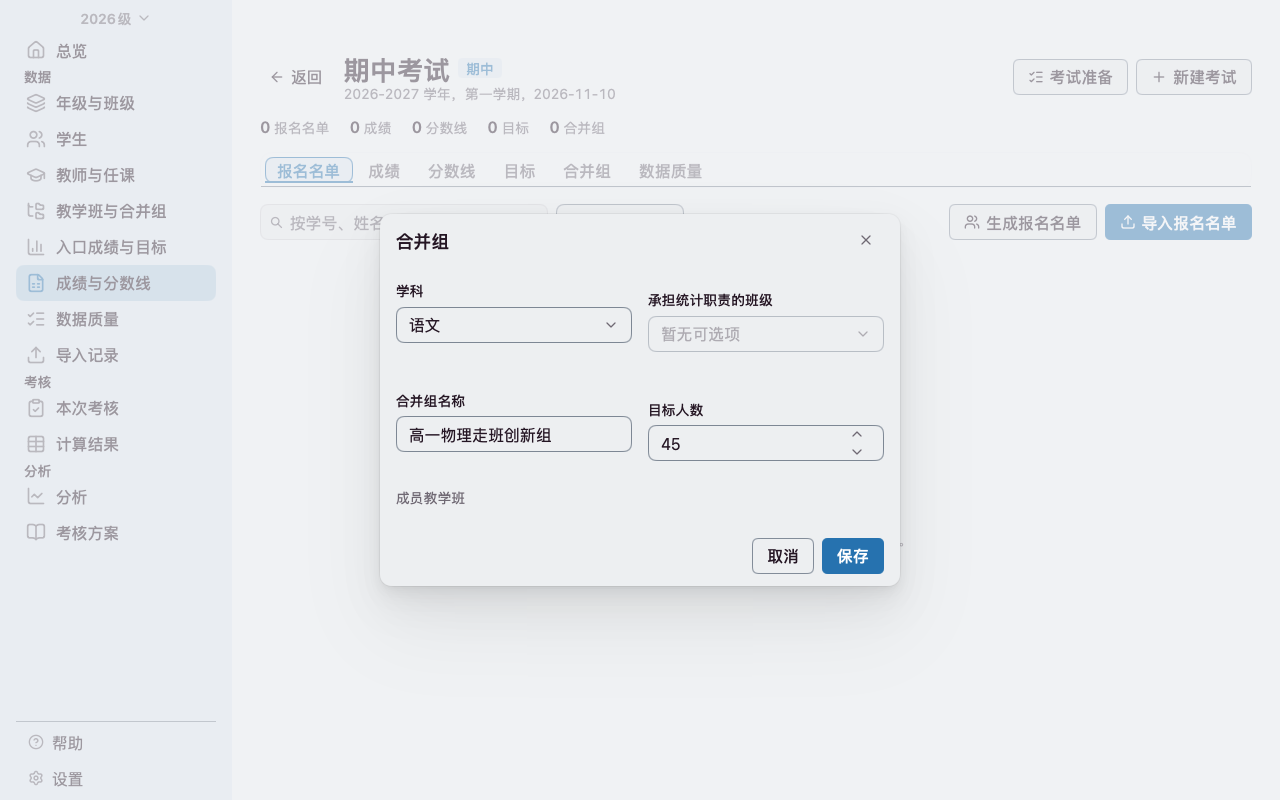 2026级
总览
数据
年级与班级
学生
教师与任课
教学班与合并组
入口成绩与目标
成绩与分数线
数据质量
导入记录
考核
本次考核
计算结果
分析
分析
考核方案
帮助
设置
返回
期中考试 期中
2026-2027 学年，第一学期，2026-11-10
考试准备 新建考试
0 报名名单 0 成绩 0 分数线 0 目标 0 合并组
报名名单 成绩 分数线 目标 合并组 数据质量
按学号、姓名
生成报名名单 导入报名名单
合并组
学科
语文
承担统计职责的班级
暂无可选项
合并组名称
高一物理走班创新组
目标人数
45
成员教学班
取消 保存